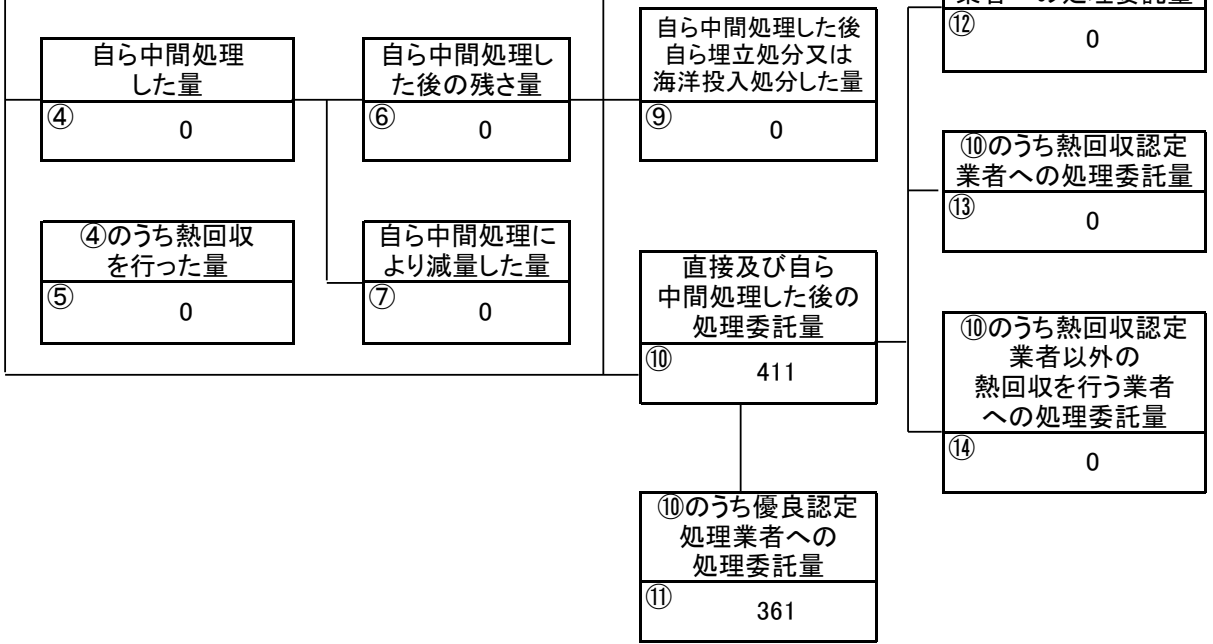 ⑫
0
自ら中間処理
した量
④
0
自ら中間処理し
た後の残さ量
⑥
0
自ら中間処理した後
自ら埋立処分又は
海洋投入処分した量
⑨
0
⑩のうち熱回収認定
業者への処理委託量
⑬
0
④のうち熱回収
を行った量
⑤
0
自ら中間処理に
より減量した量
⑦
0
直接及び自ら
中間処理した後の
処理委託量
⑩
411
⑩のうち熱回収認定
業者以外の
熱回収を行う業者
への処理委託量
⑭
0
⑩のうち優良認定
処理業者への
処理委託量
⑪
361